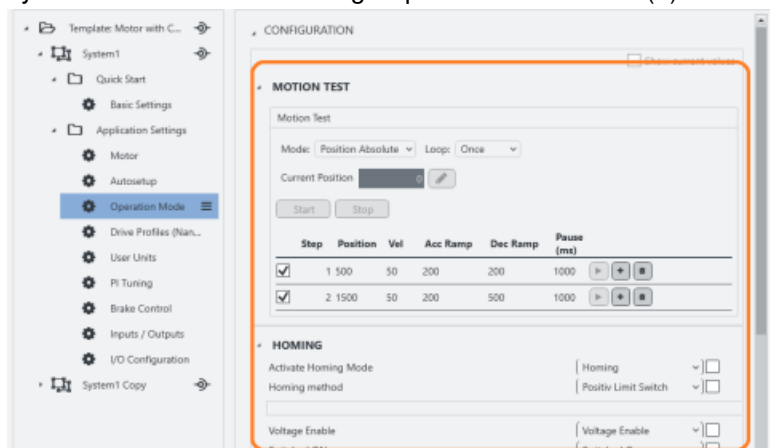 Template: Motor with C...
System1
Quick Start
Basic Settings
Application Settings
Motor
Autosetup
Operation Mode
Drive Profiles (Nan...
User Units
PI Tuning
Brake Control
Inputs / Outputs
I/O Configuration
System1 Copy
CONFIGURATION
Show current values
MOTION TEST
Motion Test
Mode: Position Absolute Loop: Once
Current Position 0
Start Stop
Step Position Vel Acc Ramp Dec Ramp Pause (ms)
1 500 50 200 200 1000
2 1500 50 200 500 1000
HOMING
Activate Homing Mode Homing
Homing method Positiv Limit Switch
Voltage Enable Voltage Enable